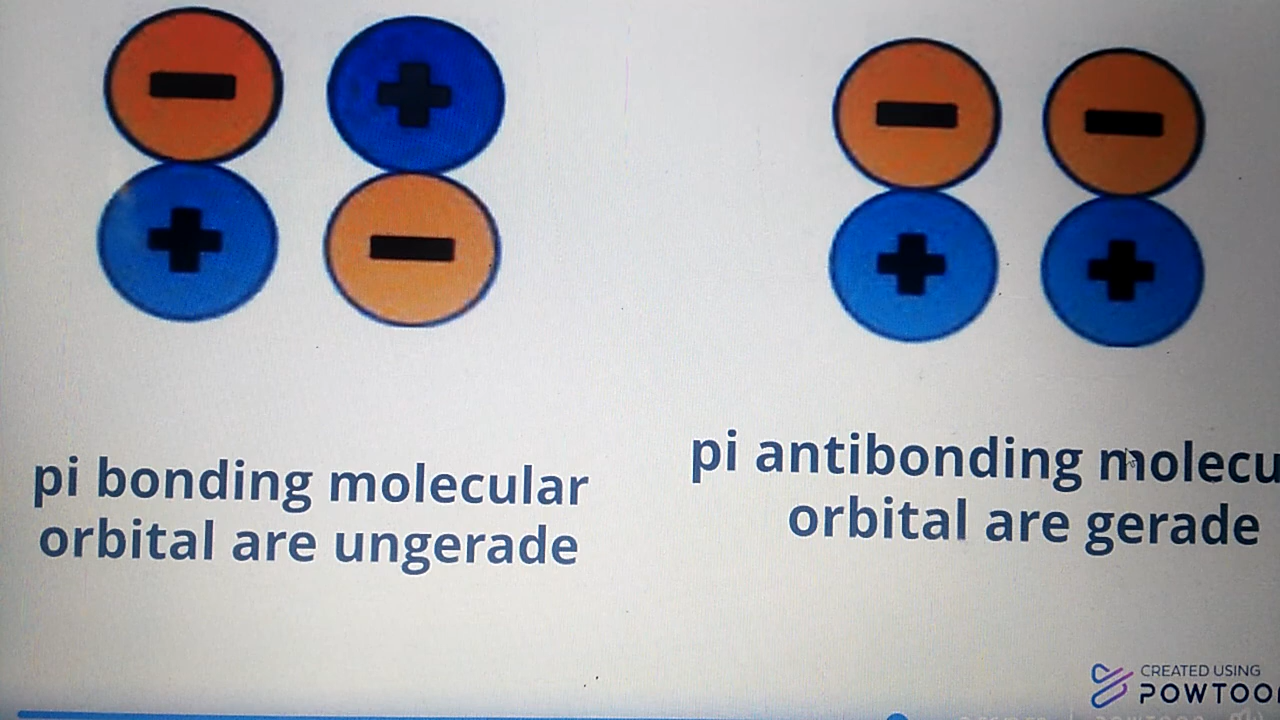 − + − −
+ − + +
pi bonding molecular
orbital are ungerade
pi antibonding molecu
orbital are gerade
CREATED USING
POWTOO